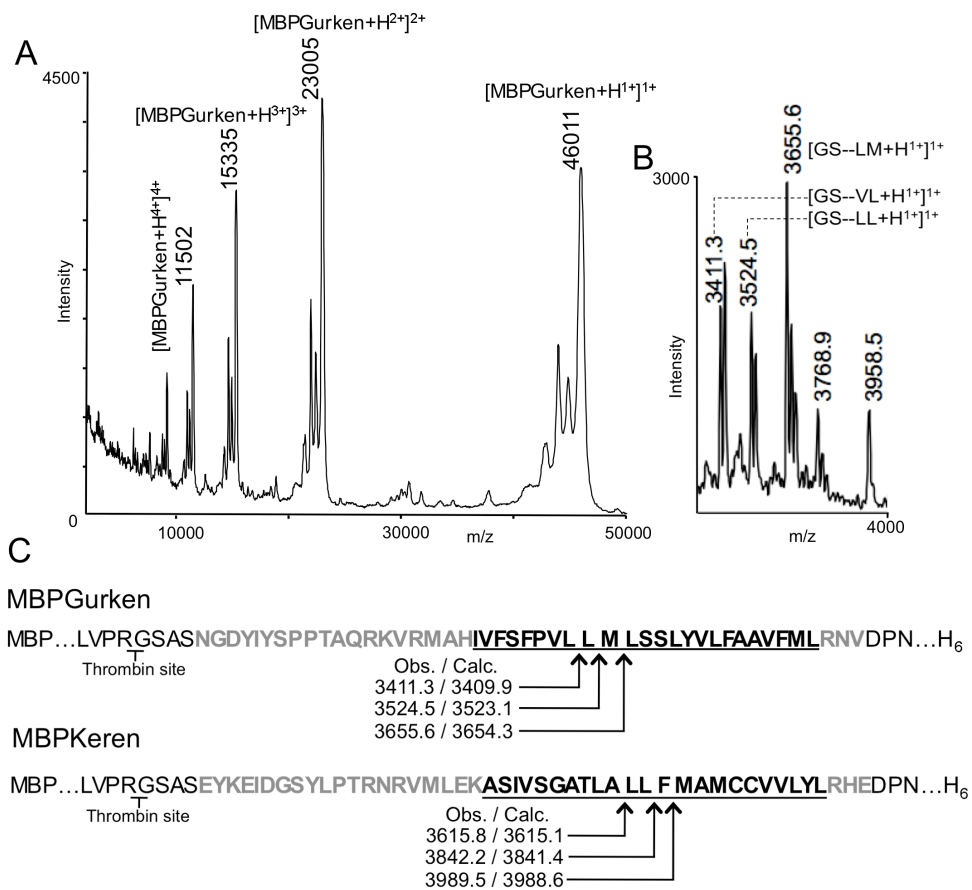 A
[MBPGurken+H2+]2+
4500
23005
[MBPGurken+H1+]1+
[MBPGurken+H3+]3+
15335
46011
[MBPGurken+H4+]4+
11502
Intensity
0
10000
30000
m/z
50000
B
3655.6
[GS--LM+H1+]1+
3000
[GS--VL+H1+]1+
[GS--LL+H1+]1+
3411.3
3524.5
3768.9
3958.5
Intensity
4000
m/z
C
MBPGurken
MBP...LVPRGSASNGDYIYSPPTAQRKVRMAHIVFSFPVL L M LSSLYVLFAAVFMLRNVDPN...H6
Thrombin site
Obs. / Calc.
3411.3 / 3409.9
3524.5 / 3523.1
3655.6 / 3654.3
MBPKeren
MBP...LVPRGSASEYKEIDGSYLPTRNRVMLEKASIVSGATLA LL F MAMCCVVLYLRHEDPN...H6
Thrombin site
Obs. / Calc.
3615.8 / 3615.1
3842.2 / 3841.4
3989.5 / 3988.6